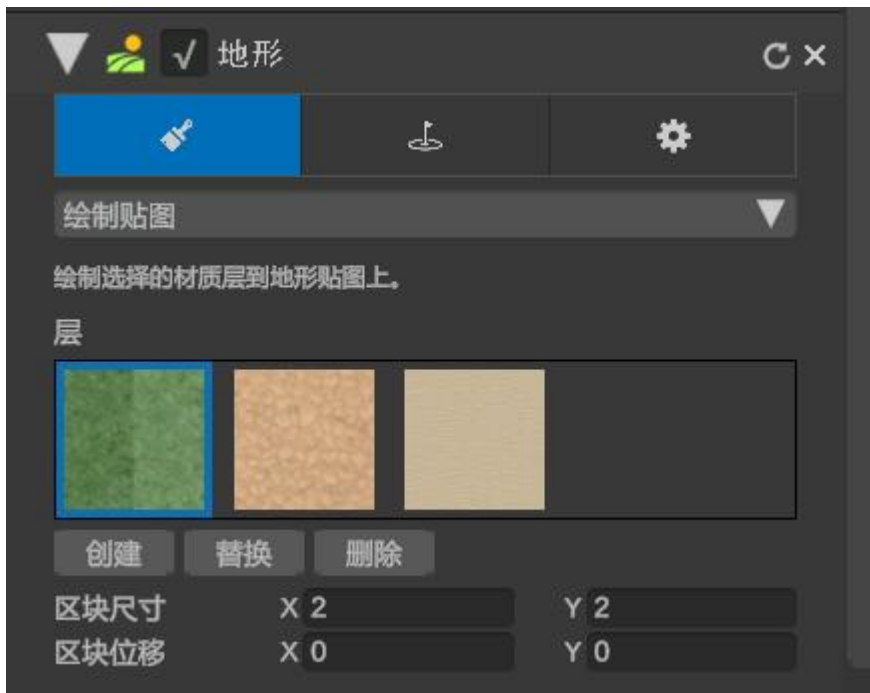 地形
绘制贴图
绘制选择的材质层到地形贴图上。
层
创建 替换 删除
区块尺寸 X 2 Y 2
区块位移 X 0 Y 0